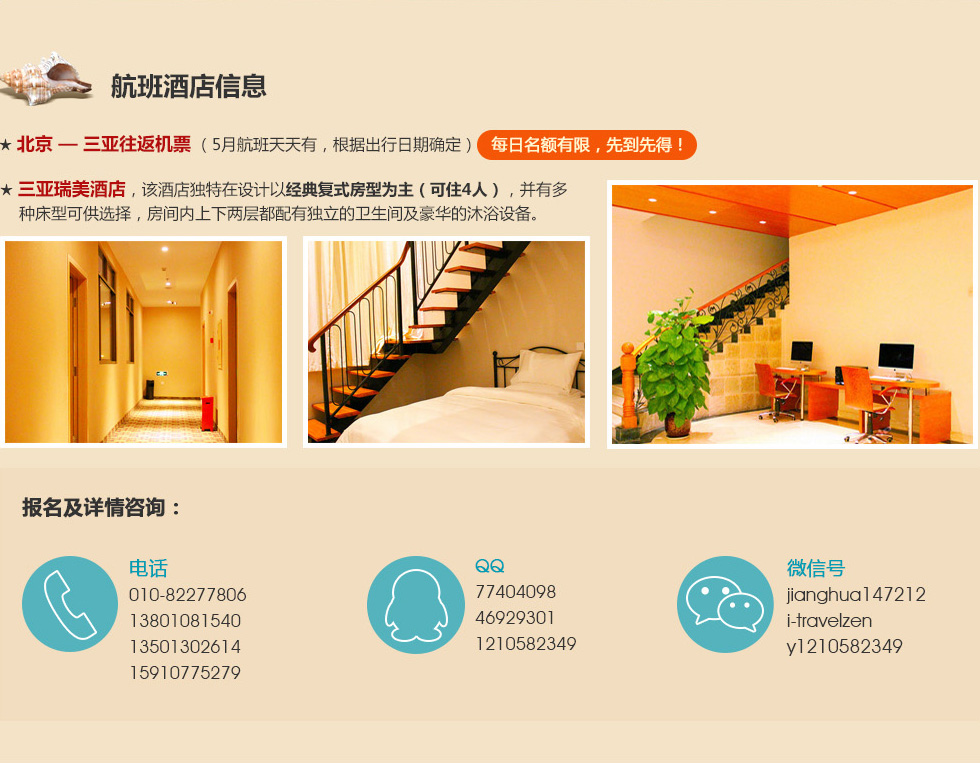 航班酒店信息
★ 北京 — 三亚往返机票（5月航班天天有，根据出行日期确定） 每日名额有限，先到先得！
★ 三亚瑞美酒店，该酒店独特在设计以经典复式房型为主（可住4人），并有多
种床型可供选择，房间内上下两层都配有独立的卫生间及豪华的沐浴设备。
报名及详情咨询：
电话
010-82277806
13801081540
13501302614
15910775279
QQ
77404098
46929301
1210582349
微信号
jianghua147212
i-travelzen
y1210582349